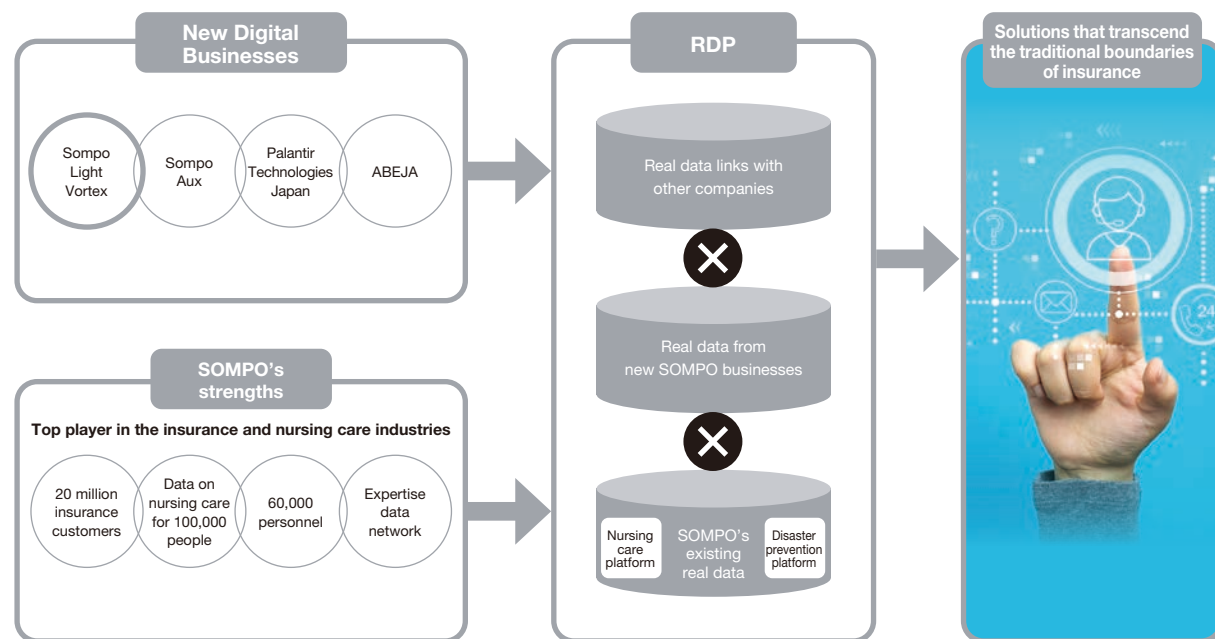 New Digital
Businesses
Sompo
Light
Vortex
Sompo
Aux
Palantir
Technologies
Japan
ABEJA
SOMPO's
strengths
Top player in the insurance and nursing care industries
20 million
insurance
customers
Data on
nursing care
for 100,000
people
60,000
personnel
Expertise
data
network
RDP
Real data links with
other companies
Real data from
new SOMPO businesses
Nursing
care
platform
SOMPO's
existing
real data
Disaster
prevention
platform
Solutions that transcend
the traditional boundaries
of insurance
24